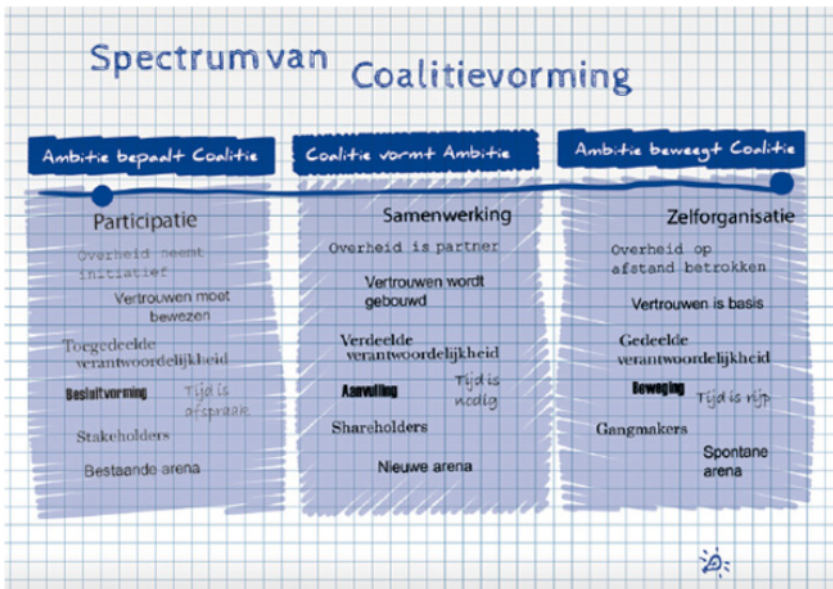 Spectrum van
Coalitievorming
Ambitie bepaalt Coalitie
Participatie
Overheid neemt
initiatief
Vertrouwen moet
bewezen
Toegedeelde
verantwoordelijkheid
Besluitvorming
Tijd is
afspraak
Stakeholders
Bestaande arena
Coalitie vormt Ambitie
Samenwerking
Overheid is partner
Vertrouwen wordt
gebouwd
Verdeelde
verantwoordelijkheid
Aanvulling
Tijd is
nodig
Shareholders
Nieuwe arena
Ambitie beweegt Coalitie
Zelforganisatie
Overheid op
afstand betrokken
Vertrouwen is basis
Gedeelde
verantwoordelijkheid
Beweging
Tijd is rijp
Gangmakers
Spontane
arena